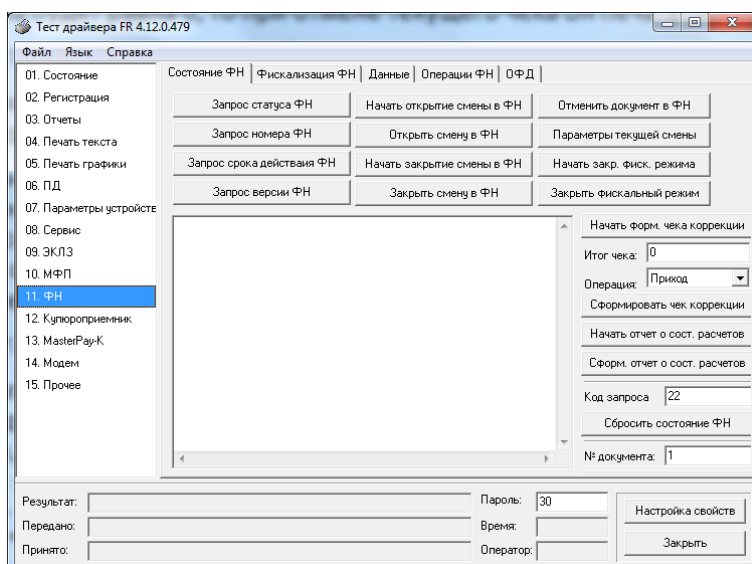 Тест драйвера FR 4.12.0.479
Файл Язык Справка
01. Состояние
02. Регистрация
03. Отчеты
04. Печать текста
05. Печать графики
06. ПД
07. Параметры устройств
08. Сервис
09. ЭКЛЗ
10. МФП
11. ФН
12. Купюроприемник
13. MasterPay-K
14. Модем
15. Прочее
Состояние ФН Фискализация ФН Данные Операции ФН ОФД
Запрос статуса ФН Начать открытие смены в ФН Отменить документ в ФН
Запрос номера ФН Открыть смену в ФН Параметры текущей смены
Запрос срока действаия ФН Начать закрытие смены в ФН Начать закр. фиск. режима
Запрос версии ФН Закрыть смену в ФН Закрыть фискальный режим
Начать форм. чека коррекции
Итог чека: 0
Операция: Приход
Сформировать чек коррекции
Начать отчет о сост. расчетов
Сформ. отчет о сост. расчетов
Код запроса 22
Сбросить состояние ФН
№ документа: 1
Результат: Пароль: 30 Настройка свойств
Передано: Время:
Принято: Оператор: Закрыть